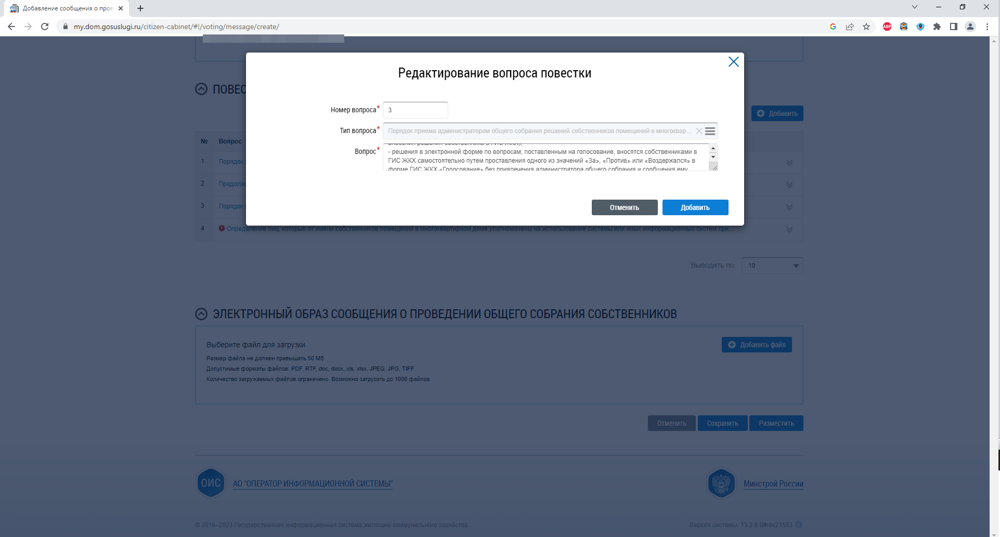 Добавление сообщения о пров
my.dom.gosuslugi.ru/citizen-cabinet/#!/voting/message/create/
ABP
Редактирование вопроса повестки
ПОВЕС
Номер вопроса*
3
Добавить
Тип вопроса*
Порядок приема администратором общего собрания решений собственников помещений в многоквар...
№
Вопрос
Вопрос*
внесения решения собственника в ГИС ЖКХ);
- решения в электронной форме по вопросам, поставленным на голосование, вносятся собственниками в
ГИС ЖКХ самостоятельно путем проставления одного из значений «За», «Против» или «Воздержался» в
форме ГИС ЖКХ «Голосование» без привлечения администратора общего собрания и сообщения ему
1
Порядок
2
Продолж
3
Порядок
Отменить
Добавить
4
Определение лиц, которые от имени собственников помещений в многоквартирном доме уполномочены на использование системы или иных информационных систем при...
Выводить по
10
ЭЛЕКТРОННЫЙ ОБРАЗ СООБЩЕНИЯ О ПРОВЕДЕНИИ ОБЩЕГО СОБРАНИЯ СОБСТВЕННИКОВ
Выберите файл для загрузки
Добавить файл
Размер файла не должен превышать 50 Мб
Допустимые форматы файлов: PDF, RTF, doc, docx, xls, xlsx, JPEG, JPG, TIFF
Количество загружаемых файлов ограничено. Возможно загрузить до 1000 файлов
Отменить
Сохранить
Разместить
ОИС
АО "ОПЕРАТОР ИНФОРМАЦИОННОЙ СИСТЕМЫ"
Минстрой России
© 2016–2023 Государственная информационная система жилищно-коммунального хозяйства
Версия системы: 13.2.6.0#rev21553